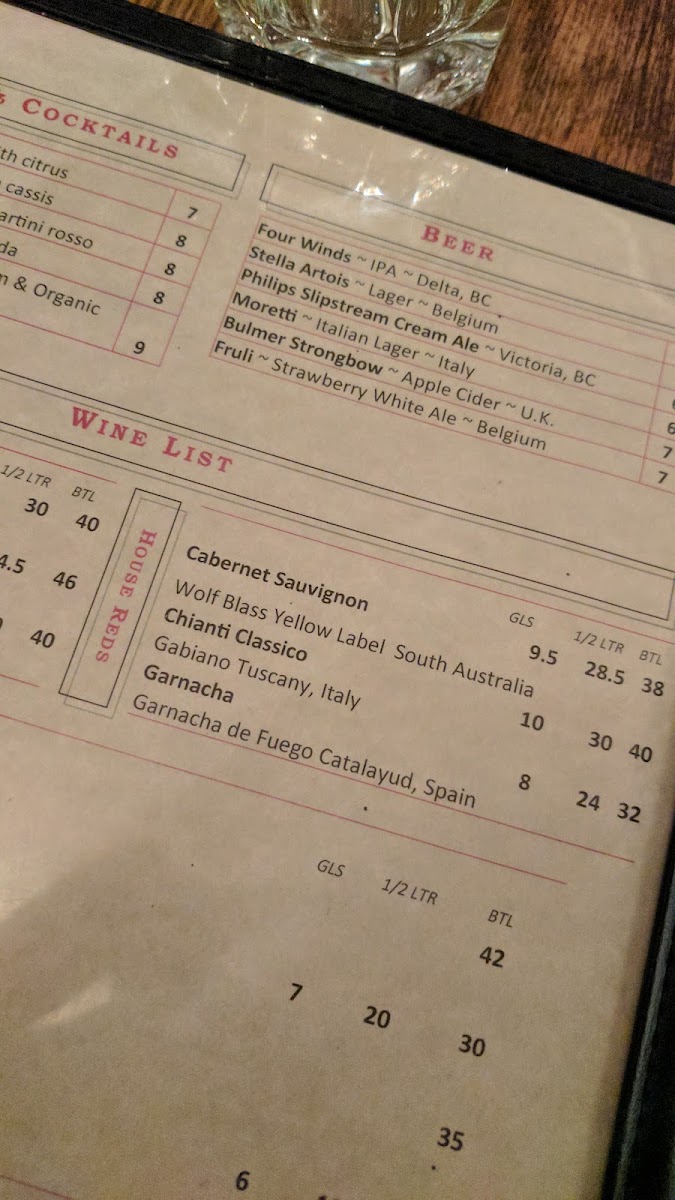 COCKTAILS
citrus 7
cassis 8
rosso 8
8
& Organic
9
BEER
Four Winds ~ IPA ~ Delta, BC
Stella Artois ~ Lager ~ Belgium
Philips Slipstream Cream Ale ~ Victoria, BC
Moretti ~ Italian Lager ~ Italy
Bulmer Strongbow ~ Apple Cider ~ U.K. 7
Fruli ~ Strawberry White Ale ~ Belgium 7
WINE LIST
1/2 LTR BTL
30 40
46
40
HOUSE REDS
GLS 1/2 LTR BTL
Cabernet Sauvignon
Wolf Blass Yellow Label South Australia 9.5 28.5 38
Chianti Classico
Gabiano Tuscany, Italy 10 30 40
Garnacha
Garnacha de Fuego Catalayud, Spain 8 24 32
GLS 1/2 LTR BTL
42
7 20 30
35
6